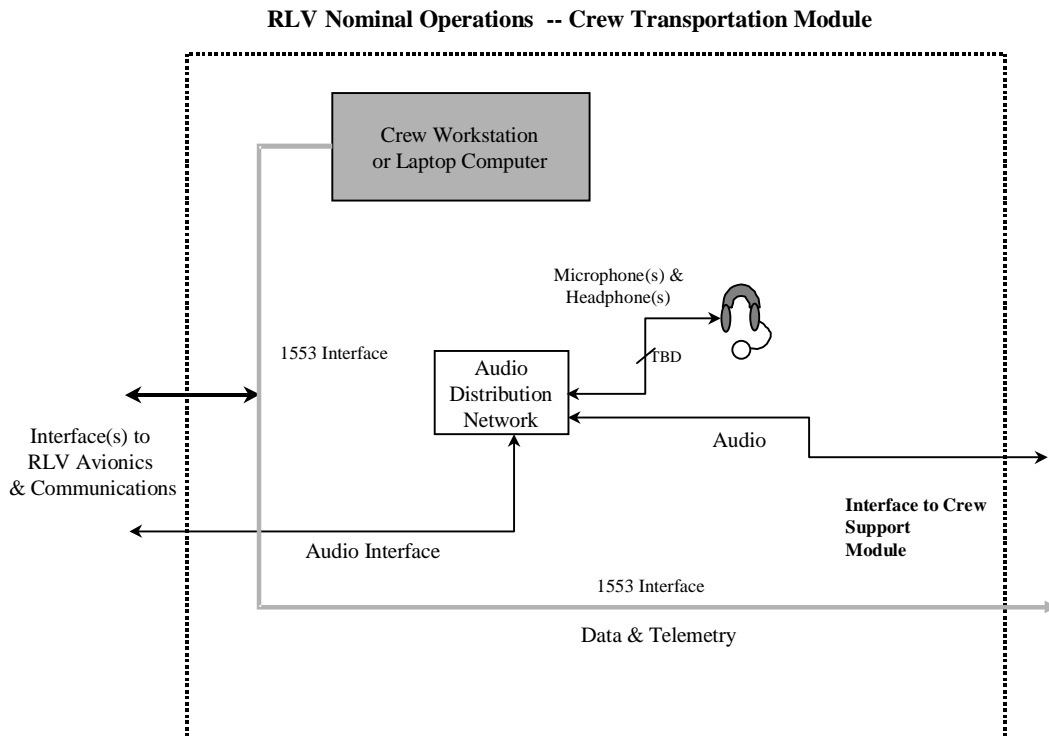 RLV Nominal Operations -- Crew Transportation Module
Crew Workstation
or Laptop Computer
Microphone(s) &
Headphone(s)
TBD
1553 Interface
Audio
Distribution
Network
Interface(s) to
RLV Avionics
& Communications
Audio
Interface to Crew
Support
Module
Audio Interface
1553 Interface
Data & Telemetry